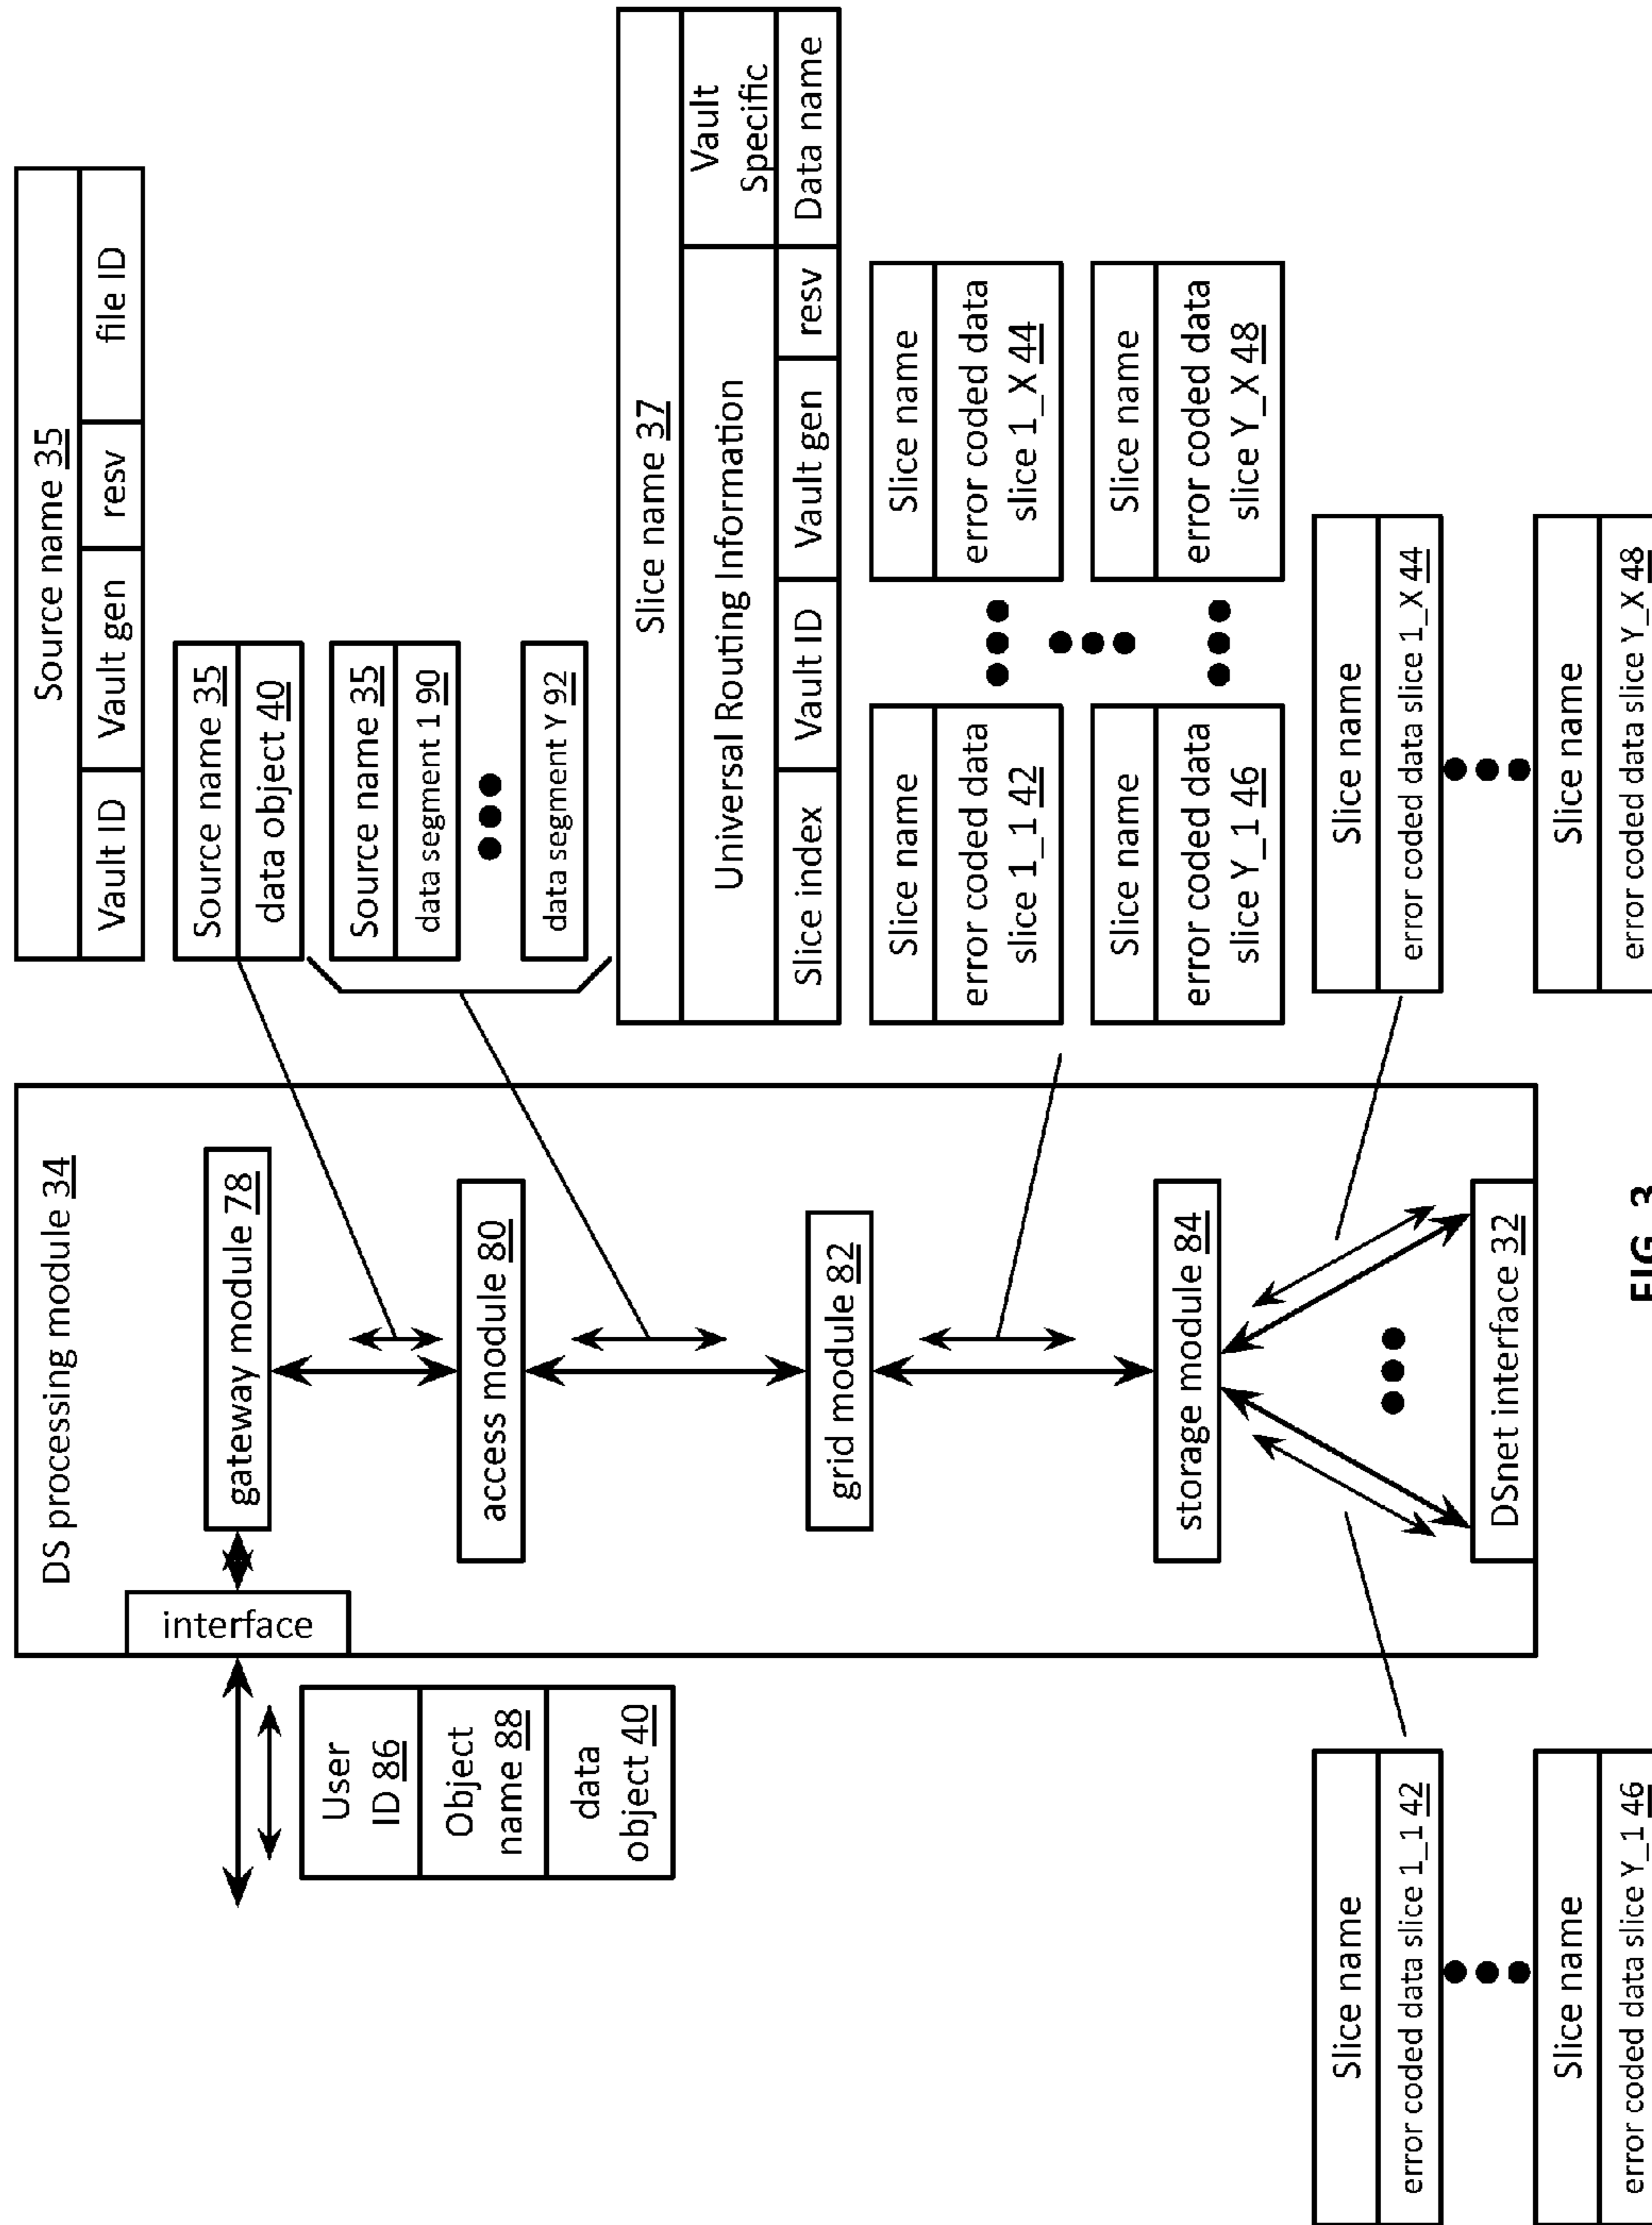 DS processing module 34
interface
gateway module 78
access module 80
grid module 82
storage module 84
DSnet interface 32
User
ID 86
Object
name 88
data
object 40
Source name 35
Vault ID
Vault gen
resv
file ID
Source name 35
data object 40
Source name 35
data segment 1 90
data segment Y 92
Slice name 37
Universal Routing Information
Vault
Specific
Slice index
Vault ID
Vault gen
resv
Data name
Slice name
error coded data
slice 1_1 42
Slice name
error coded data
slice 1_X 44
Slice name
error coded data
slice Y_1 46
Slice name
error coded data
slice Y_X 48
Slice name
error coded data slice 1_1 42
Slice name
error coded data slice Y_1 46
Slice name
error coded data slice 1_X 44
Slice name
error coded data slice Y_X 48
FIG. 3